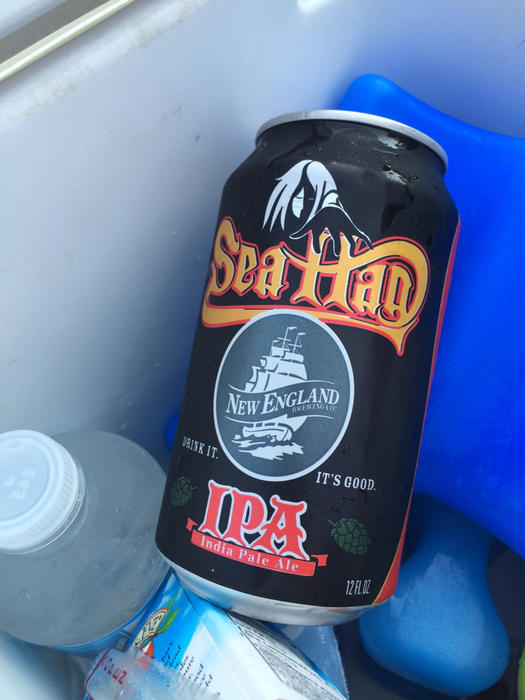 Sea Hag
NEW ENGLAND
BREWING CO.
DRINK IT.
IT'S GOOD.
IPA
India Pale Ale
12 FL.OZ.